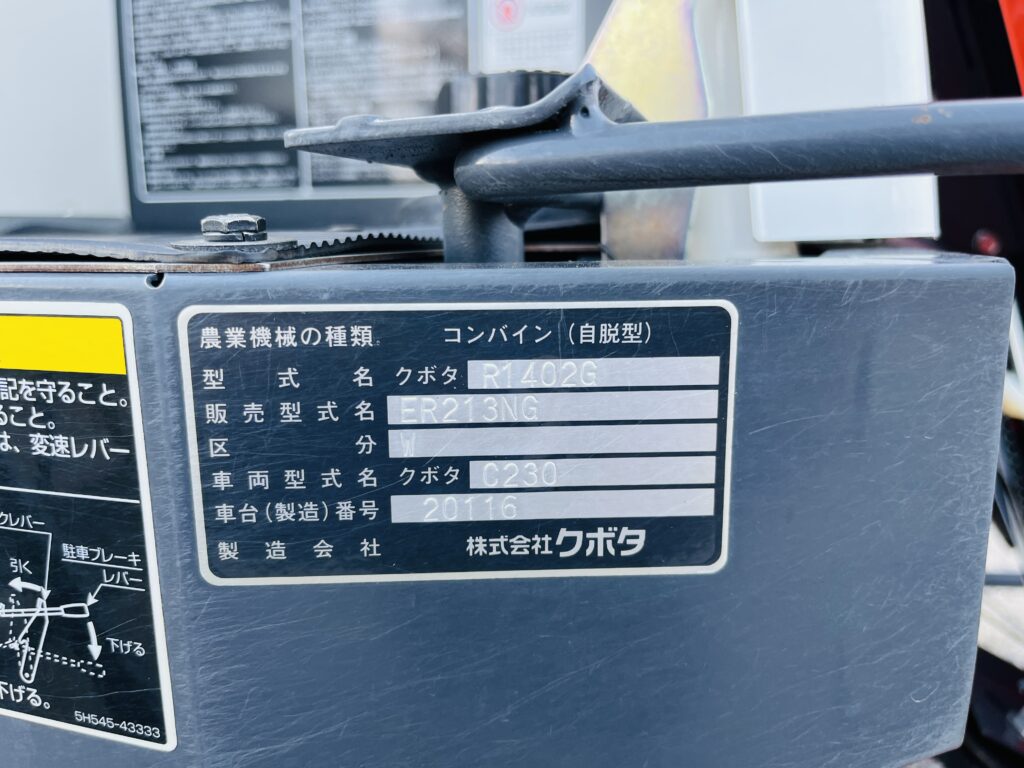 農業機械の種類 コンバイン(自脱型)
型式名 クボタ R1402G
販売型式名 ER213NG
区分 W
車両型式名 クボタ C230
車台(製造)番号 20116
製造会社 株式会社クボタ
記を守ること。
ること。
は、変速レバー
クレバー
駐車ブレーキ
レバー
引く
下げる
下げる。
5H545-43333